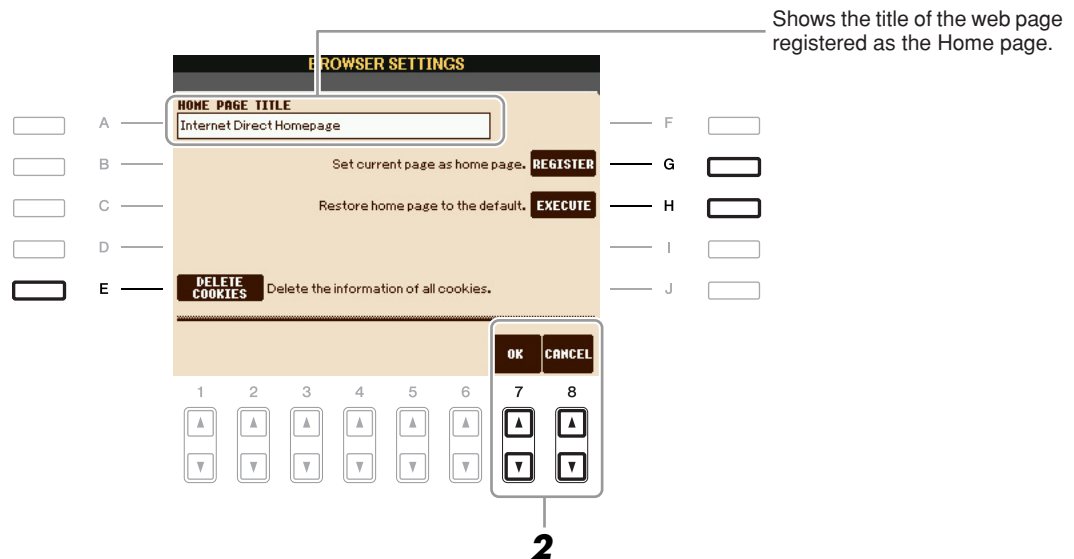 Shows the title of the web page
registered as the Home page.
BROWSER SETTINGS
HOME PAGE TITLE
Internet Direct Homepage
A
F
B
Set current page as home page. REGISTER
G
C
Restore home page to the default. EXECUTE
H
D
I
E
DELETE
COOKIES
Delete the information of all cookies.
J
OK CANCEL
1 2 3 4 5 6 7 8
2